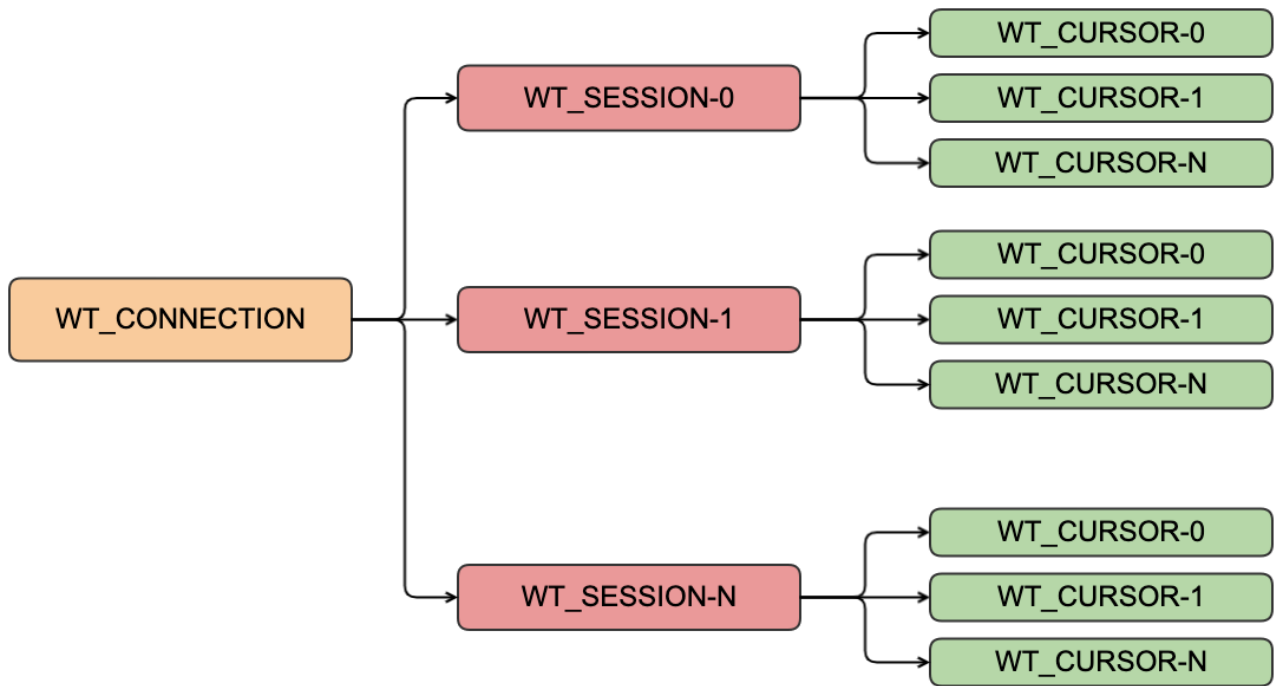 WT_CONNECTION
WT_SESSION-0
WT_CURSOR-0
WT_CURSOR-1
WT_CURSOR-N
WT_SESSION-1
WT_CURSOR-0
WT_CURSOR-1
WT_CURSOR-N
WT_SESSION-N
WT_CURSOR-0
WT_CURSOR-1
WT_CURSOR-N